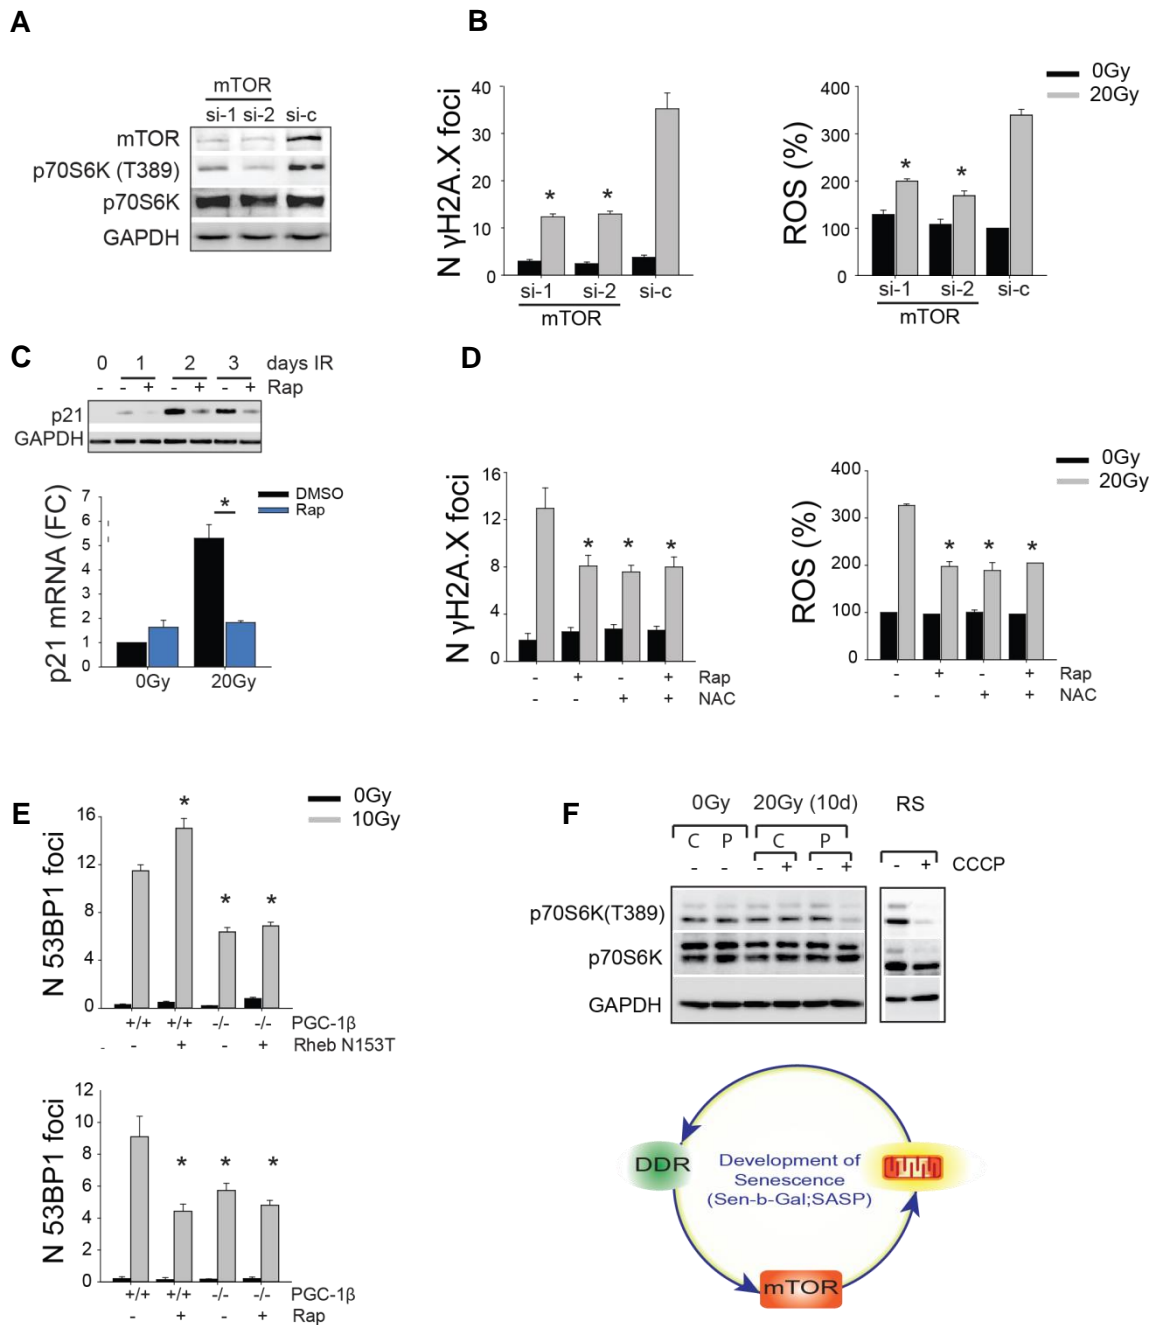 A
mTOR
si-1 si-2 si-c
mTOR
p70S6K (T389)
p70S6K
GAPDH
B
N γH2A.X foci
40
30
20
10
0
si-1 si-2 si-c
mTOR
* *
ROS (%)
400
300
200
100
0
si-1 si-2 si-c
mTOR
* *
0Gy
20Gy
C
0 1 2 3 days IR
- - + - + - + Rap
p21
GAPDH
p21 mRNA (FC)
7
6
5
4
3
2
1
0
0Gy 20Gy
*
DMSO
Rap
D
N γH2A.X foci
16
12
8
4
0
* * *
- + - + Rap
- - + + NAC
ROS (%)
400
300
200
100
0
* * *
- + - + Rap
- - + + NAC
0Gy
20Gy
E
0Gy
10Gy
N 53BP1 foci
16
12
8
4
0
* * *
+/+ +/+ -/- -/- PGC-1β
- + - + Rheb N153T
N 53BP1 foci
12
10
8
6
4
2
0
* * *
+/+ +/+ -/- -/- PGC-1β
- + - + Rap
F
0Gy 20Gy (10d) RS
C P C P
- - - + - + - + CCCP
p70S6K(T389)
p70S6K
GAPDH
DDR
Development of
Senescence
(Sen-b-Gal;SASP)
mTOR